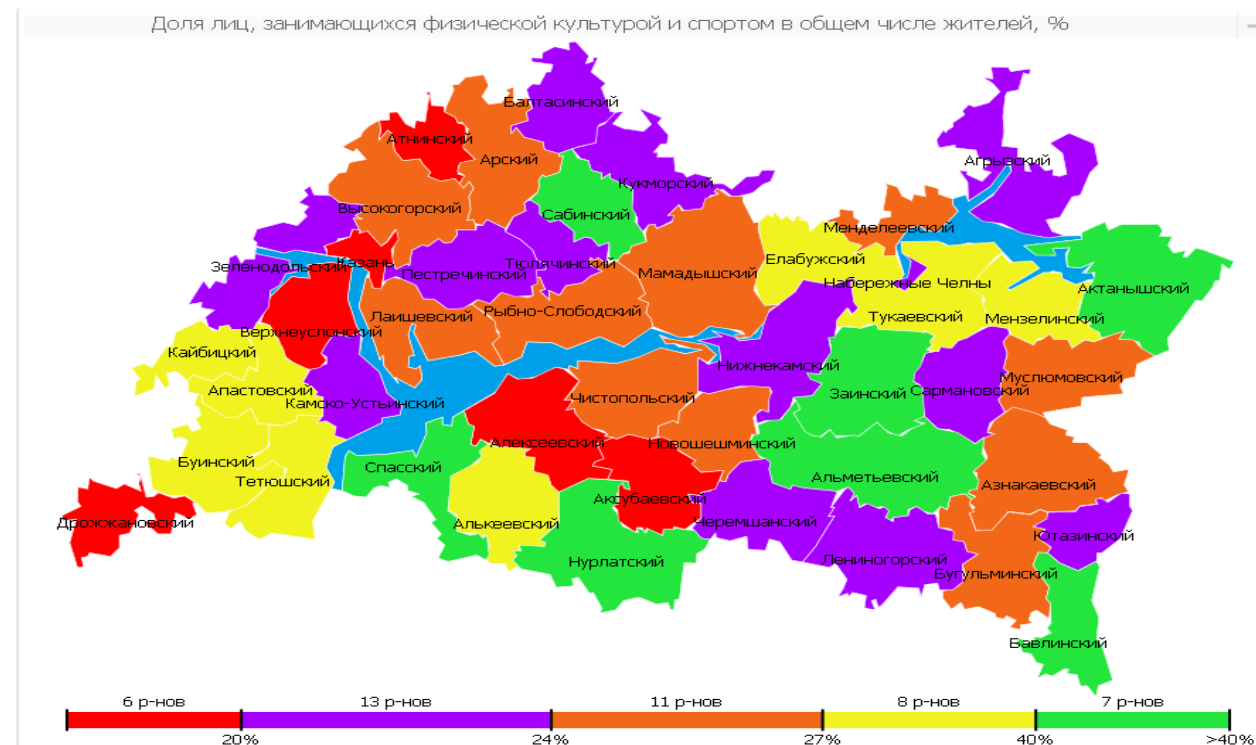 Доля лиц, занимающихся физической культурой и спортом в общем числе жителей, %
Балтасинский
Атнинский
Арский
Агрызский
Кукморский
Высокогорский
Сабинский
Менделеевский
Казань
Зеленодольский
Пестречинский
Тюлячинский
Мамадышский
Елабужский
Набережные Челны
Актанышский
Верхнеуслонский
Лаишевский
Рыбно-Слободский
Тукаевский
Мензелинский
Кайбицкий
Нижнекамский
Муслюмовский
Апастовский
Камско-Устьинский
Чистопольский
Заинский
Сармановский
Алексеевский
Новошешминский
Буинский
Спасский
Тетюшский
Альметьевский
Азнакаевский
Аксубаевский
Дрожжановский
Алькеевский
Черемшанский
Ютазинский
Нурлатский
Лениногорский
Бугульминский
Бавлинский
6 р-нов 13 р-нов 11 р-нов 8 р-нов 7 р-нов
20% 24% 27% 40% >40%